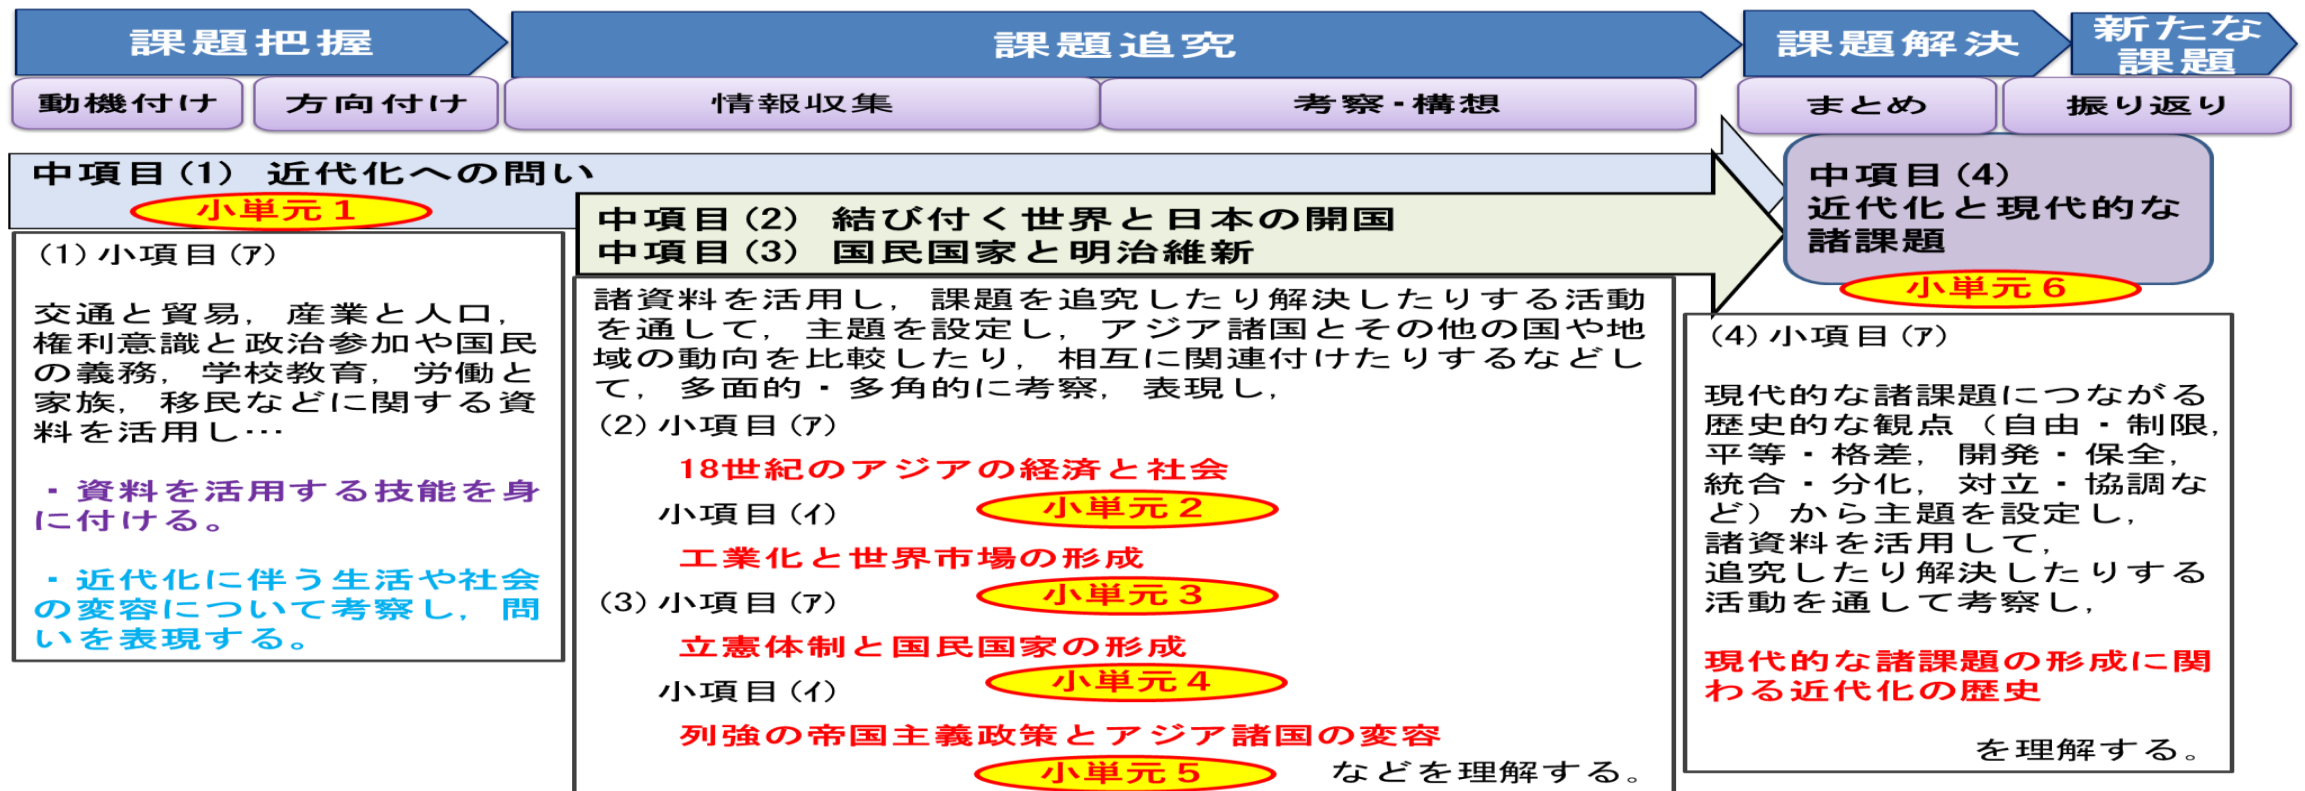 課題把握
課題追究
課題解決
新たな
課題
動機付け
方向付け
情報収集
考察・構想
まとめ
振り返り
中項目(1) 近代化への問い
小単元1
(1)小項目(ｱ)
交通と貿易，産業と人口，
権利意識と政治参加や国民
の義務，学校教育，労働と
家族，移民などに関する資
料を活用し…
・資料を活用する技能を身
に付ける。
・近代化に伴う生活や社会
の変容について考察し，問
いを表現する。
中項目(2) 結び付く世界と日本の開国
中項目(3) 国民国家と明治維新
諸資料を活用し，課題を追究したり解決したりする活動
を通して，主題を設定し，アジア諸国とその他の国や地
域の動向を比較したり，相互に関連付けたりするなどし
て，多面的・多角的に考察，表現し，
(2)小項目(ｱ)
18世紀のアジアの経済と社会
小単元2
小項目(ｲ)
工業化と世界市場の形成
小単元3
(3)小項目(ｱ)
立憲体制と国民国家の形成
小単元4
小項目(ｲ)
列強の帝国主義政策とアジア諸国の変容
小単元5
などを理解する。
中項目(4)
近代化と現代的な
諸課題
小単元6
(4)小項目(ｱ)
現代的な諸課題につながる
歴史的な観点（自由・制限，
平等・格差，開発・保全，
統合・分化，対立・協調な
ど）から主題を設定し，
諸資料を活用して，
追究したり解決したりする
活動を通して考察し，
現代的な諸課題の形成に関
わる近代化の歴史
を理解する。